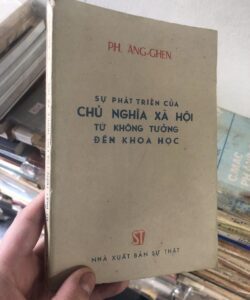 PH. ĂNG-GHEN
SỰ PHÁT TRIỂN CỦA
CHỦ NGHĨA XÃ HỘI
TỪ KHÔNG TƯỞNG
ĐẾN KHOA HỌC
ST
NHÀ XUẤT BẢN SỰ THẬT